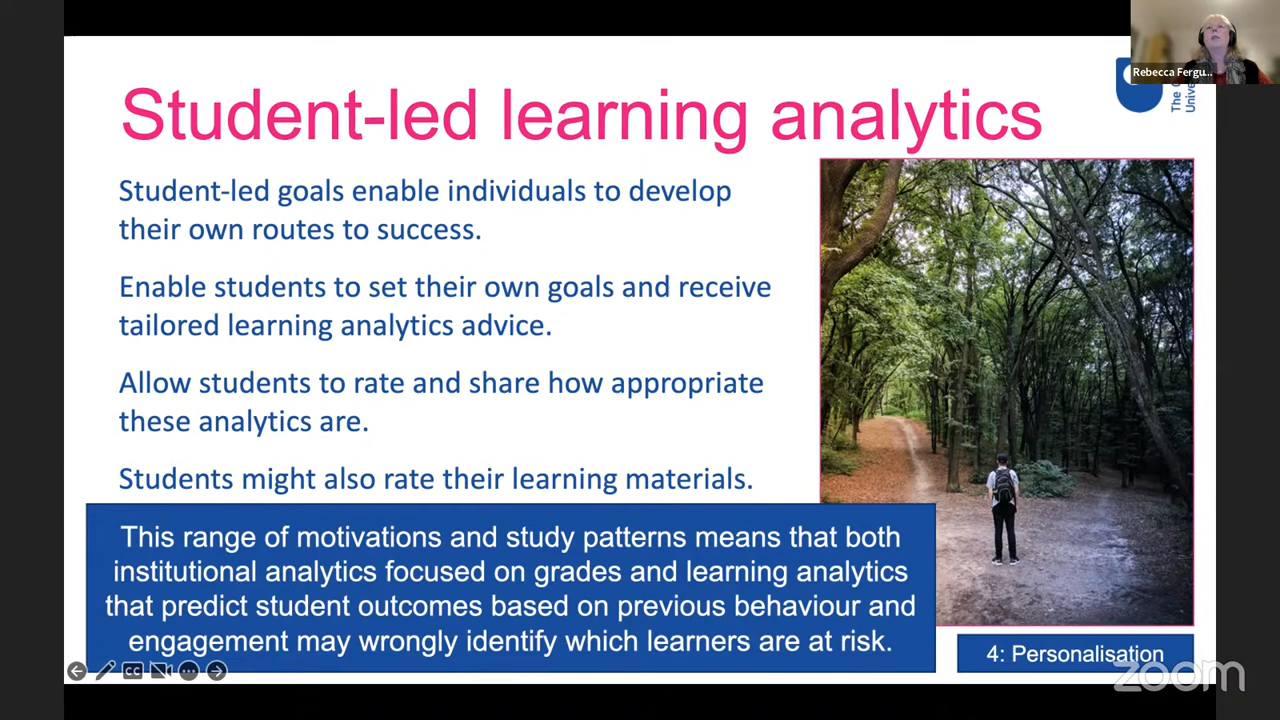 Rebecca Fergu...
Student-led learning analytics
The O
Unive
Student-led goals enable individuals to develop
their own routes to success.
Enable students to set their own goals and receive
tailored learning analytics advice.
Allow students to rate and share how appropriate
these analytics are.
Students might also rate their learning materials.
This range of motivations and study patterns means that both
institutional analytics focused on grades and learning analytics
that predict student outcomes based on previous behaviour and
engagement may wrongly identify which learners are at risk.
4: Personalisation
CC
zoom